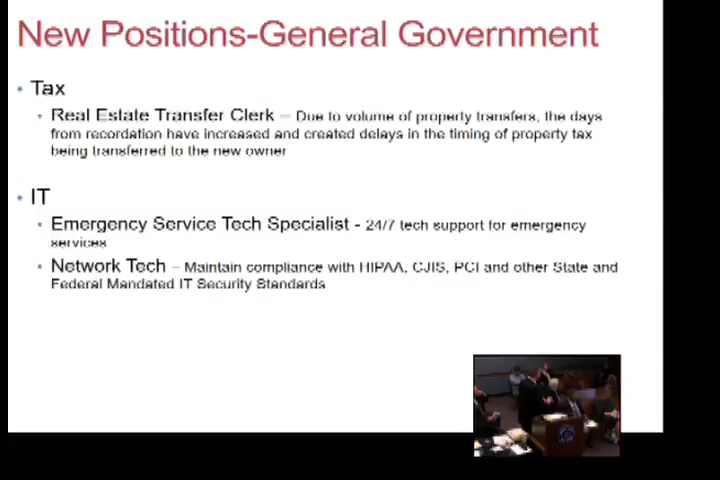 New Positions-General Government
• Tax
• Real Estate Transfer Clerk – Due to volume of property transfers, the days
from recordation have increased and created delays in the timing of property tax
being transferred to the new owner
• IT
• Emergency Service Tech Specialist - 24/7 tech support for emergency
services
• Network Tech – Maintain compliance with HIPAA, CJIS, PCI and other State and
Federal Mandated IT Security Standards